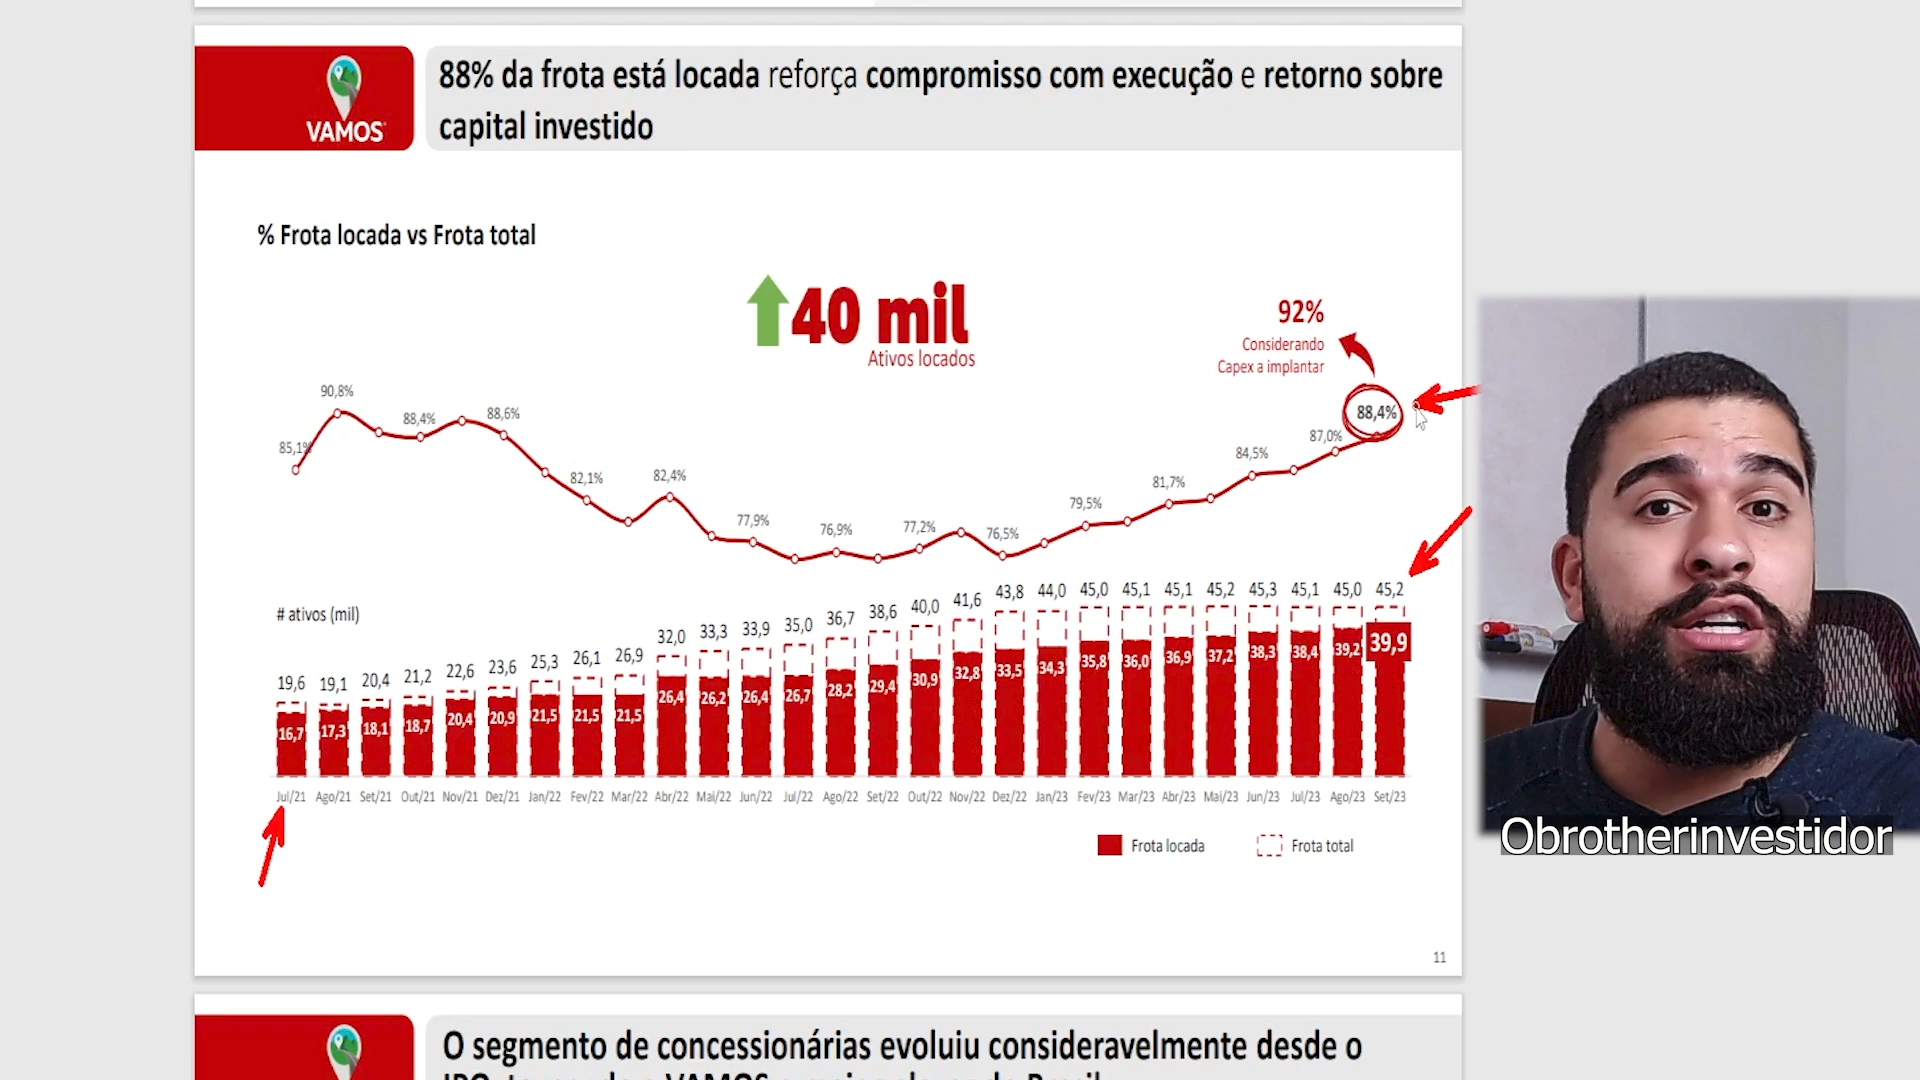 VAMOS
88% da frota está locada reforça compromisso com execução e retorno sobre
capital investido
% Frota locada vs Frota total
40 mil
Ativos locados
92%
Considerando
Capex a implantar
85,1% 90,8% 88,4% 88,6% 82,1% 82,4% 77,9% 76,9% 77,2% 76,5% 79,5% 81,7% 84,5% 87,0% 88,4%
# ativos (mil)
19,6 19,1 20,4 21,2 22,6 23,6 25,3 26,1 26,9 32,0 33,3 33,9 35,0 36,7 38,6 40,0 41,6 43,8 44,0 45,0 45,1 45,1 45,2 45,3 45,1 45,0 45,2
16,7 17,3 18,1 18,7 20,4 20,9 21,5 21,5 21,5 26,4 26,2 26,4 26,7 28,2 29,4 30,9 32,8 33,5 34,3 35,8 36,0 36,9 37,2 38,3 38,4 39,2 39,9
Jul/21 Ago/21 Set/21 Out/21 Nov/21 Dez/21 Jan/22 Fev/22 Mar/22 Abr/22 Mai/22 Jun/22 Jul/22 Ago/22 Set/22 Out/22 Nov/22 Dez/22 Jan/23 Fev/23 Mar/23 Abr/23 Mai/23 Jun/23 Jul/23 Ago/23 Set/23
Frota locada Frota total
11
Obrotherinvestidor
O segmento de concessionárias evoluiu consideravelmente desde o